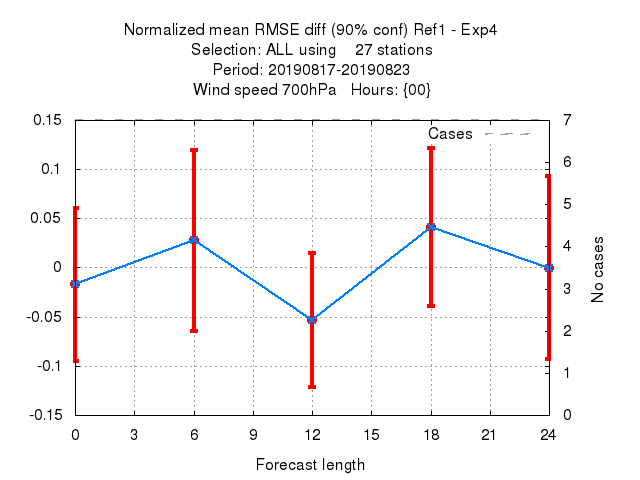 Normalized mean RMSE diff (90% conf) Ref1 - Exp4
Selection: ALL using    27 stations
Period: 20190817-20190823
Wind speed 700hPa   Hours: {00}
Cases
0.15
0.1
0.05
0
-0.05
-0.1
-0.15
7
6
5
4
3
2
1
0
No cases
0 3 6 9 12 15 18 21 24
Forecast length